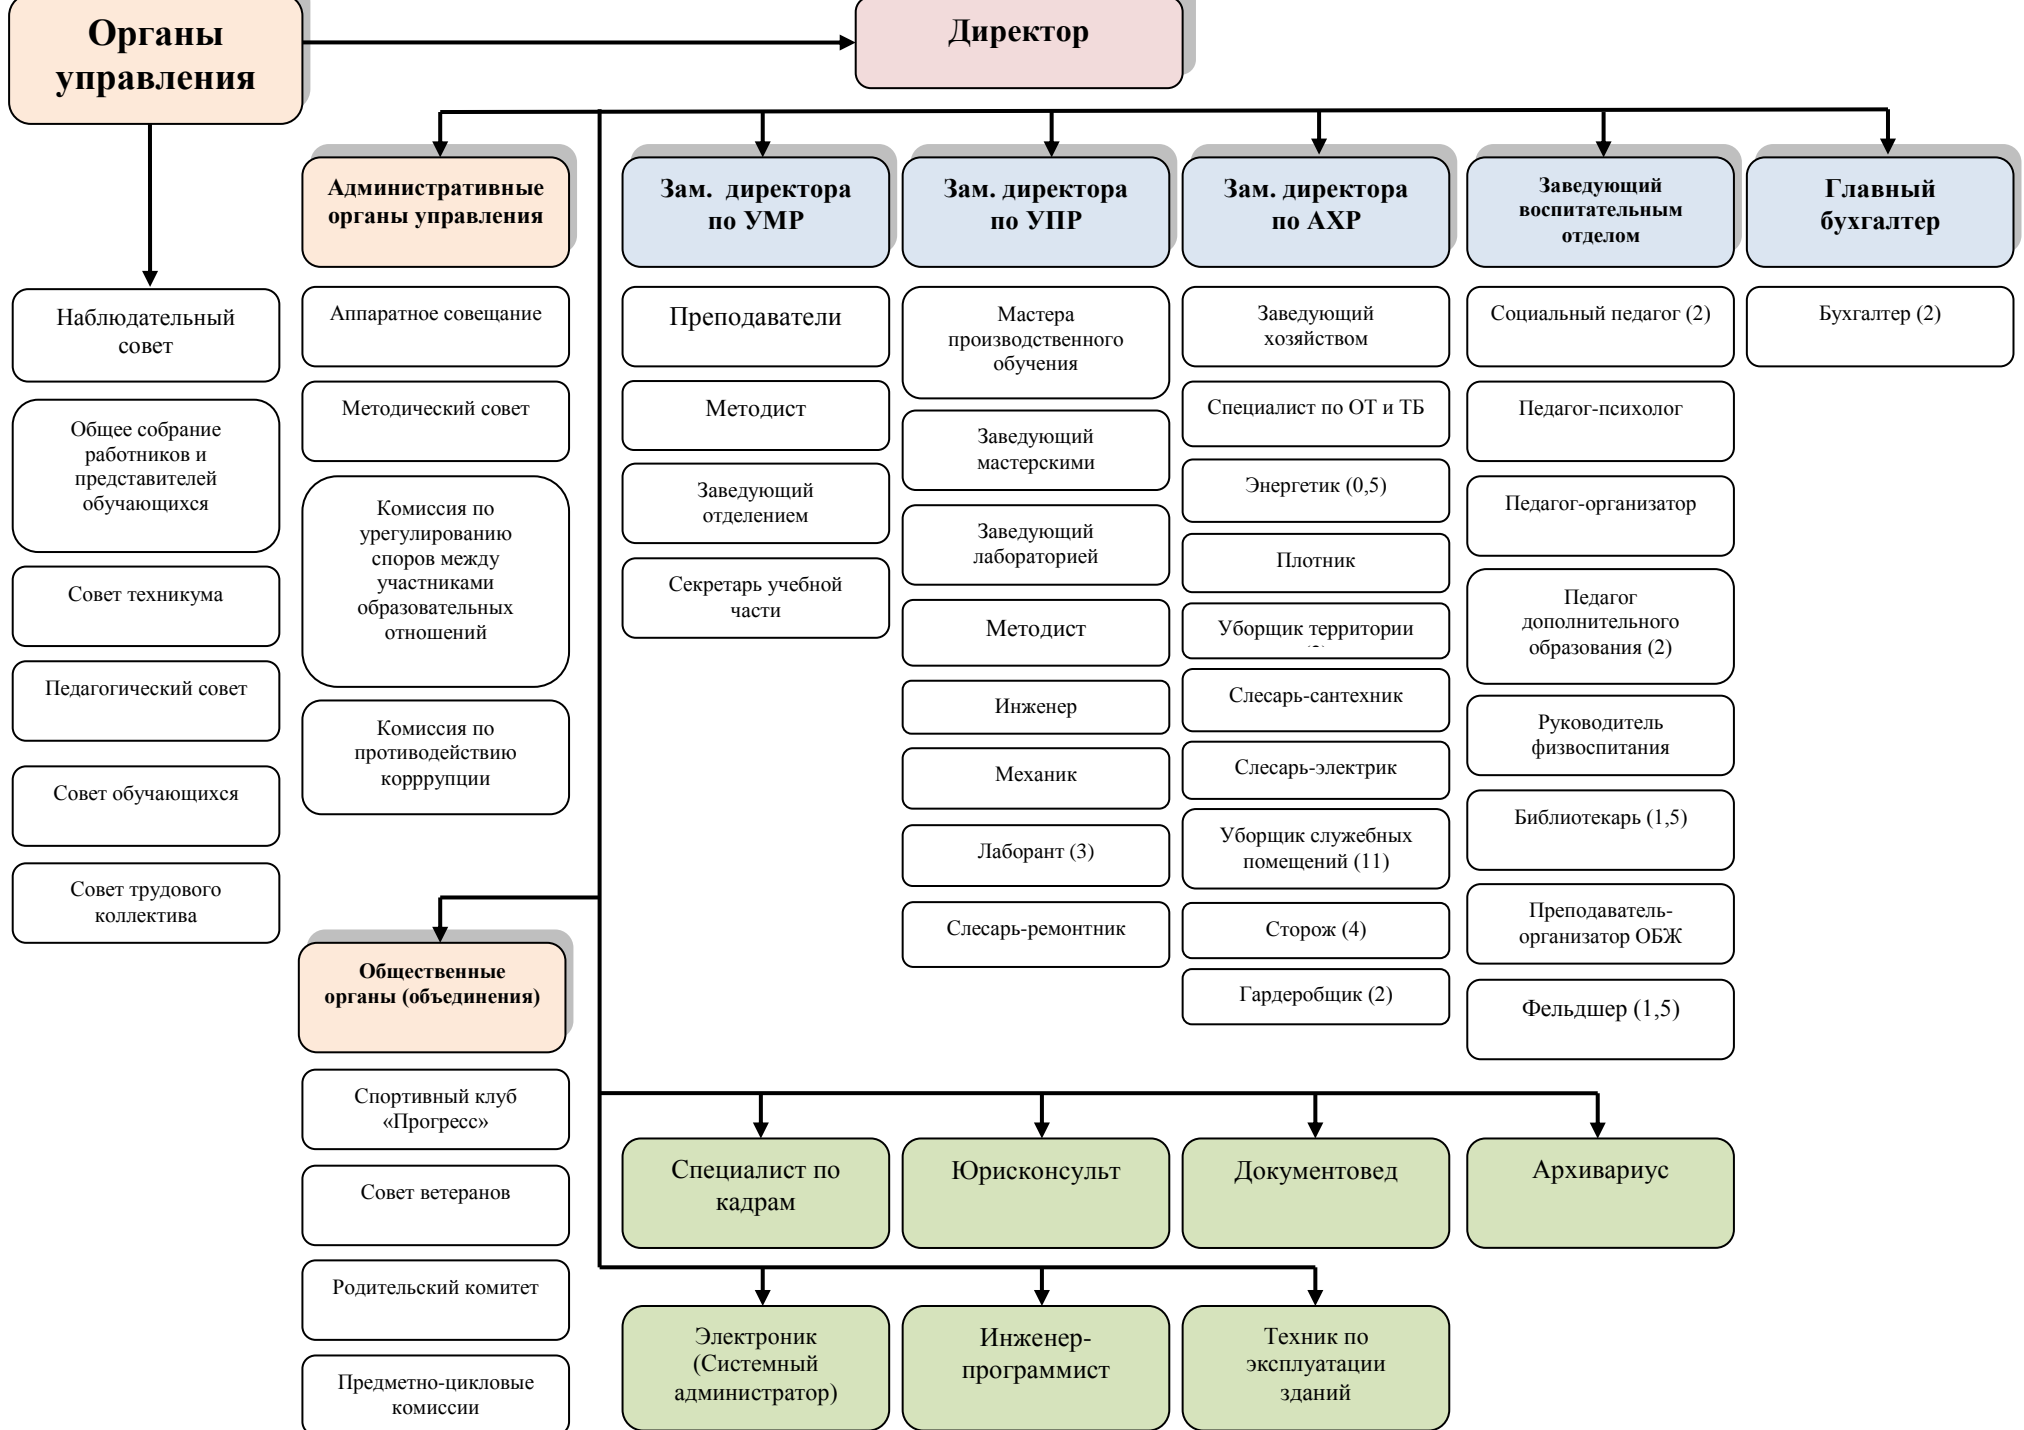 Органы
управления
Директор
Административные
органы управления
Зам. директора
по УМР
Зам. директора
по УПР
Зам. директора
по АХР
Заведующий
воспитательным
отделом
Главный
бухгалтер
Наблюдательный
совет
Общее собрание
работников и
представителей
обучающихся
Совет техникума
Педагогический совет
Совет обучающихся
Совет трудового
коллектива
Аппаратное совещание
Методический совет
Комиссия по
урегулированию
споров между
участниками
образовательных
отношений
Комиссия по
противодействию
корррупции
Общественные
органы (объединения)
Спортивный клуб
«Прогресс»
Совет ветеранов
Родительский комитет
Предметно-цикловые
комиссии
Преподаватели
Методист
Заведующий
отделением
Секретарь учебной
части
Мастера
производственного
обучения
Заведующий
мастерскими
Заведующий
лабораторией
Методист
Инженер
Механик
Лаборант (3)
Слесарь-ремонтник
Заведующий
хозяйством
Специалист по ОТ и ТБ
Энергетик (0,5)
Плотник
Уборщик территории
Слесарь-сантехник
Слесарь-электрик
Уборщик служебных
помещений (11)
Сторож (4)
Гардеробщик (2)
Социальный педагог (2)
Педагог-психолог
Педагог-организатор
Педагог
дополнительного
образования (2)
Руководитель
физвоспитания
Библиотекарь (1,5)
Преподаватель-
организатор ОБЖ
Фельдшер (1,5)
Бухгалтер (2)
Специалист по
кадрам
Юрисконсульт
Документовед
Архивариус
Электроник
(Системный
администратор)
Инженер-
программист
Техник по
эксплуатации
зданий